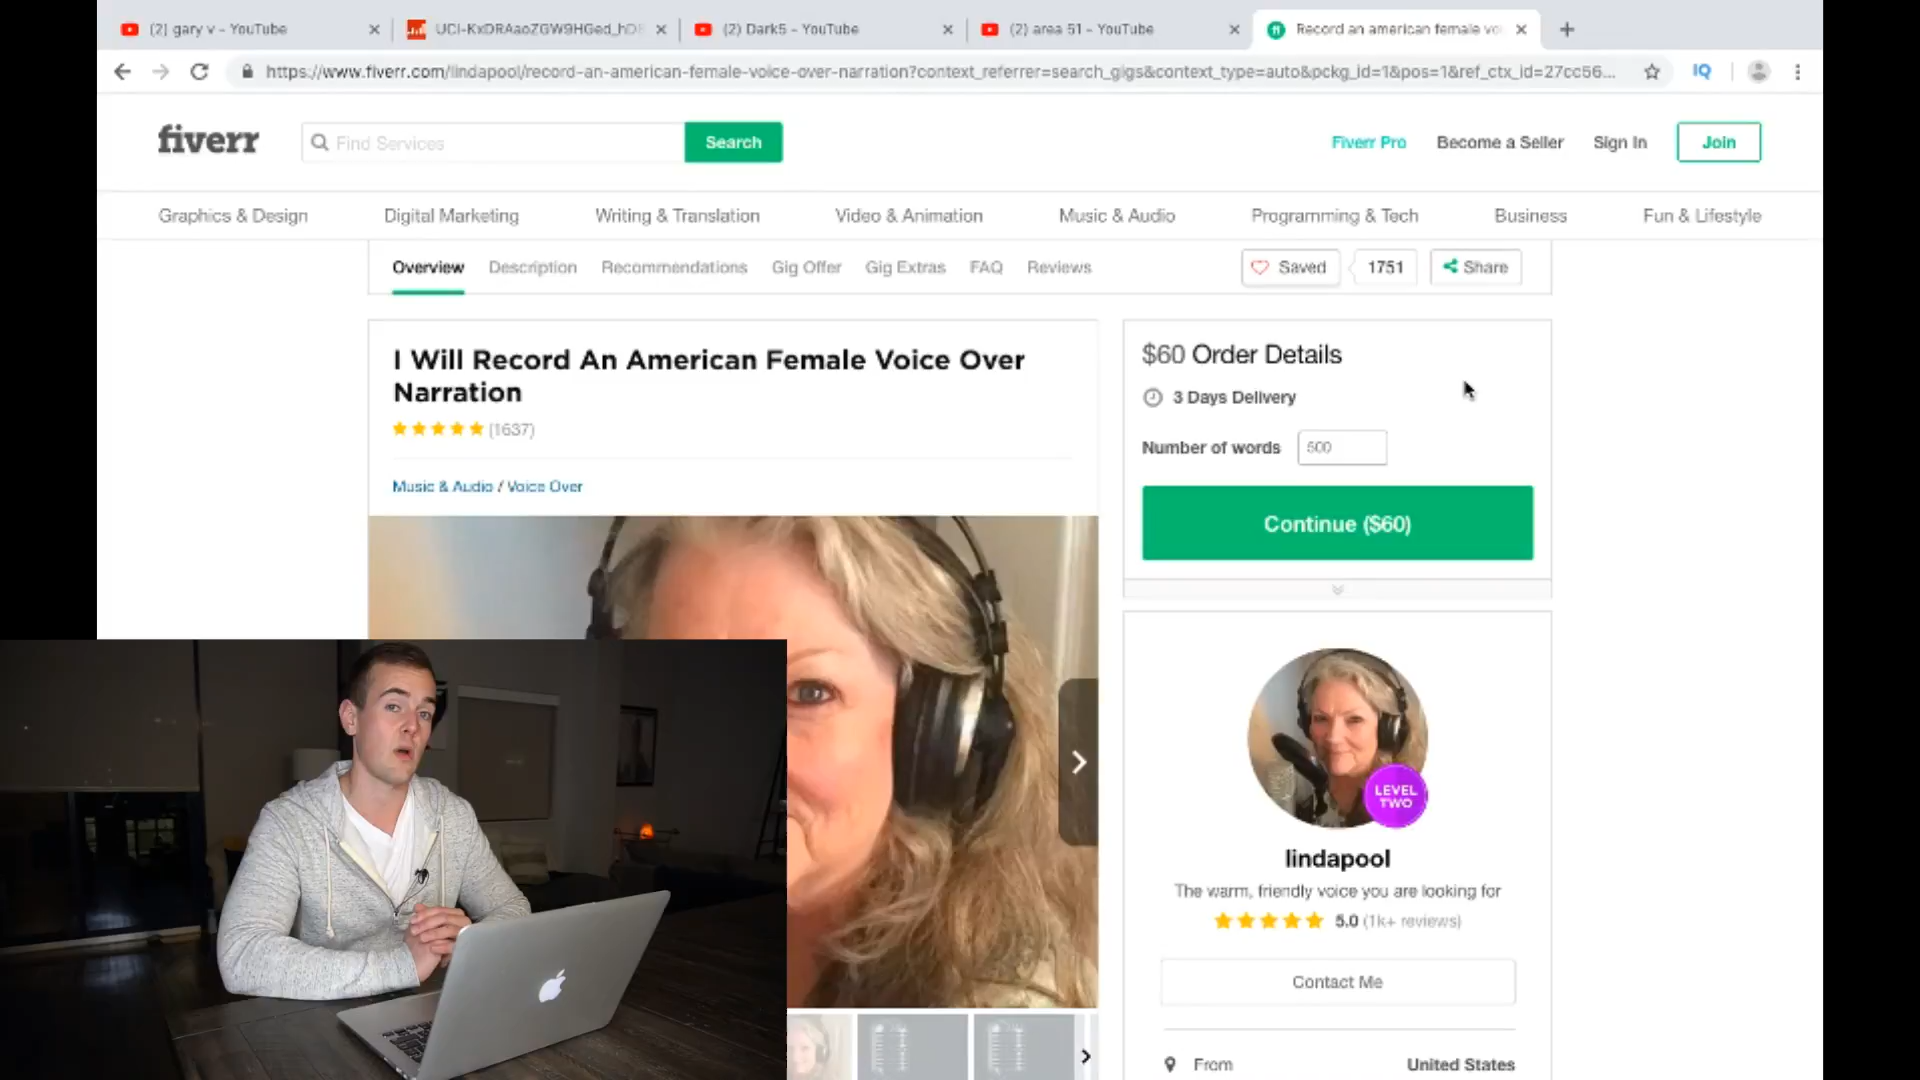 (2) gary v - YouTube
(2) Dark5 - YouTube
(2) area 51 - YouTube
Record an american female vo
https://www.fiverr.com/lindapool/record-an-american-female-voice-over-narration?context_referrer=search_gigs&context_type=auto&pckg_id=1&pos=1&ref_ctx_id=27cc56...
IQ
fiverr
Find Services
Search
Fiverr Pro
Become a Seller
Sign In
Join
Graphics & Design
Digital Marketing
Writing & Translation
Video & Animation
Music & Audio
Programming & Tech
Business
Fun & Lifestyle
Overview
Description
Recommendations
Gig Offer
Gig Extras
FAQ
Reviews
Saved
1751
Share
I Will Record An American Female Voice Over
Narration
(1637)
Music & Audio / Voice Over
$60 Order Details
3 Days Delivery
Number of words
500
Continue ($60)
LEVEL
TWO
lindapool
The warm, friendly voice you are looking for
5.0 (1k+ reviews)
Contact Me
From
United States